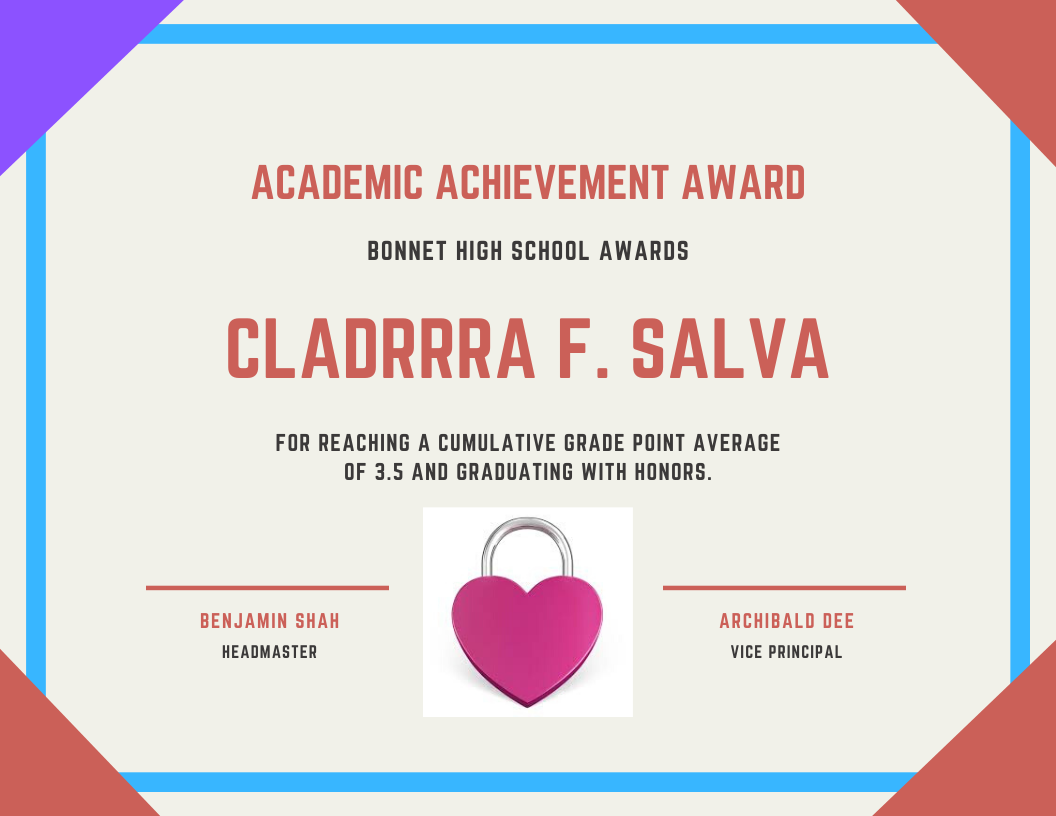 ACADEMIC ACHIEVEMENT AWARD
BONNET HIGH SCHOOL AWARDS
CLADRRRA F. SALVA
FOR REACHING A CUMULATIVE GRADE POINT AVERAGE
OF 3.5 AND GRADUATING WITH HONORS.
BENJAMIN SHAH
HEADMASTER
ARCHIBALD DEE
VICE PRINCIPAL